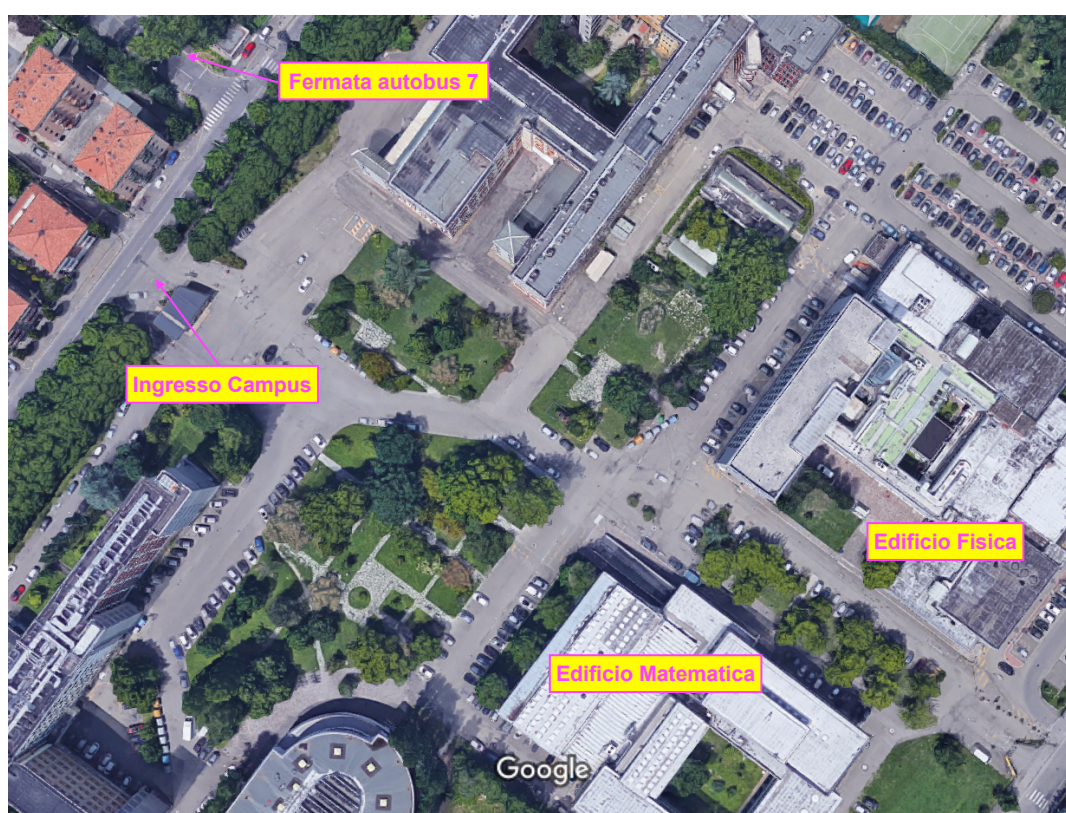 Fermata autobus 7
Ingresso Campus
Edificio Fisica
Edificio Matematica
Google